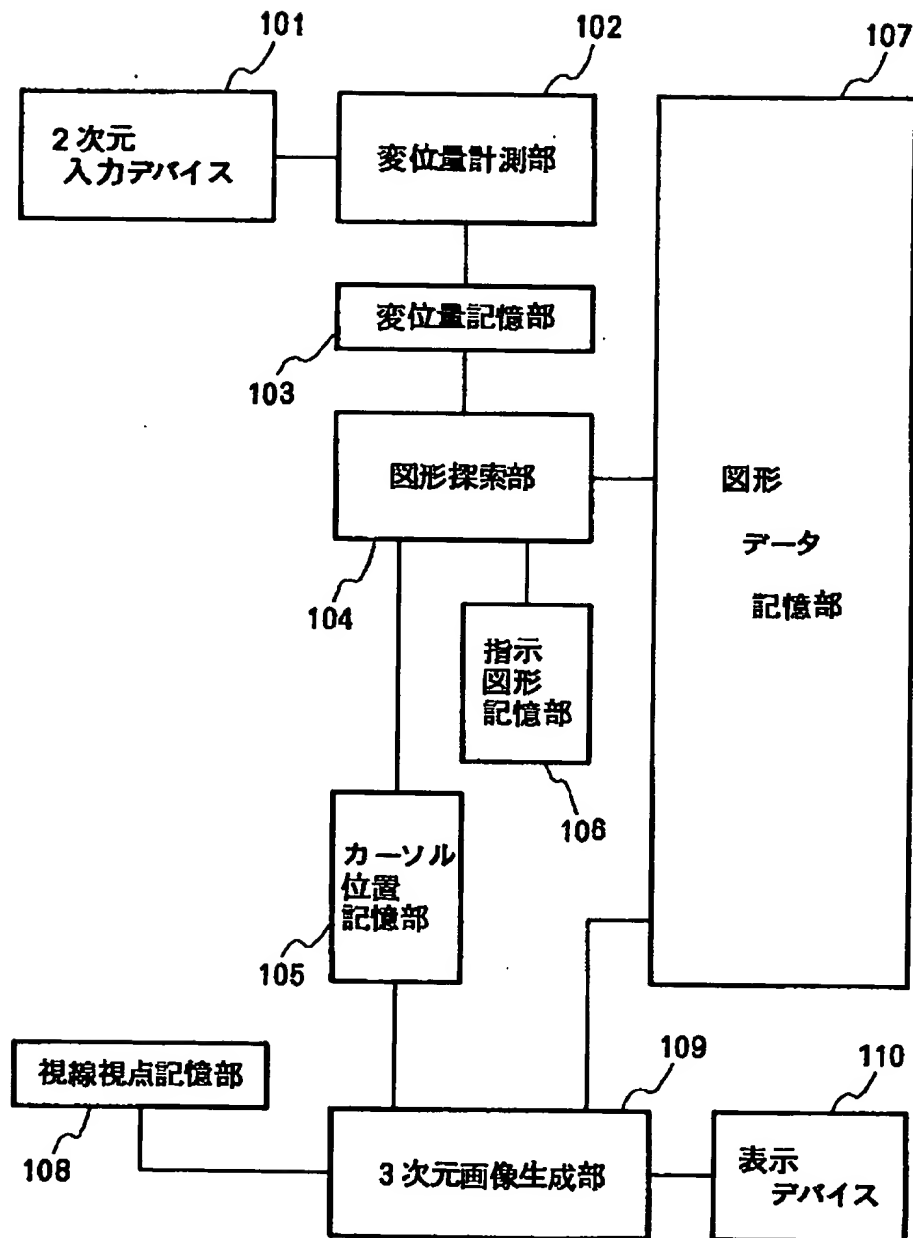 101
102
107
2次元
入力デバイス
変位量計測部
変位量記憶部
103
図形探索部
104
図形
データ
記憶部
指示
図形
記憶部
106
カーソル
位置
記憶部
105
視線視点記憶部
108
109
110
3次元画像生成部
表示
デバイス